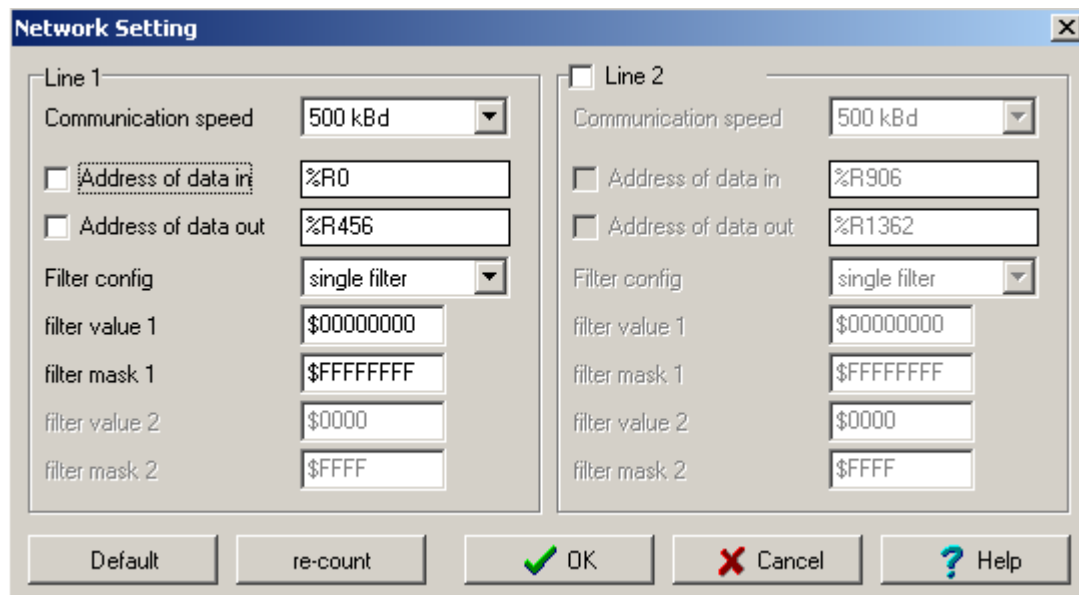 Network Setting
Line 1
Communication speed
500 kBd
Address of data in
%R0
Address of data out
%R456
Filter config
single filter
filter value 1
$00000000
filter mask 1
$FFFFFFFF
filter value 2
$0000
filter mask 2
$FFFF
Line 2
Communication speed
500 kBd
Address of data in
%R906
Address of data out
%R1362
Filter config
single filter
filter value 1
$00000000
filter mask 1
$FFFFFFFF
filter value 2
$0000
filter mask 2
$FFFF
Default
re-count
OK
Cancel
Help